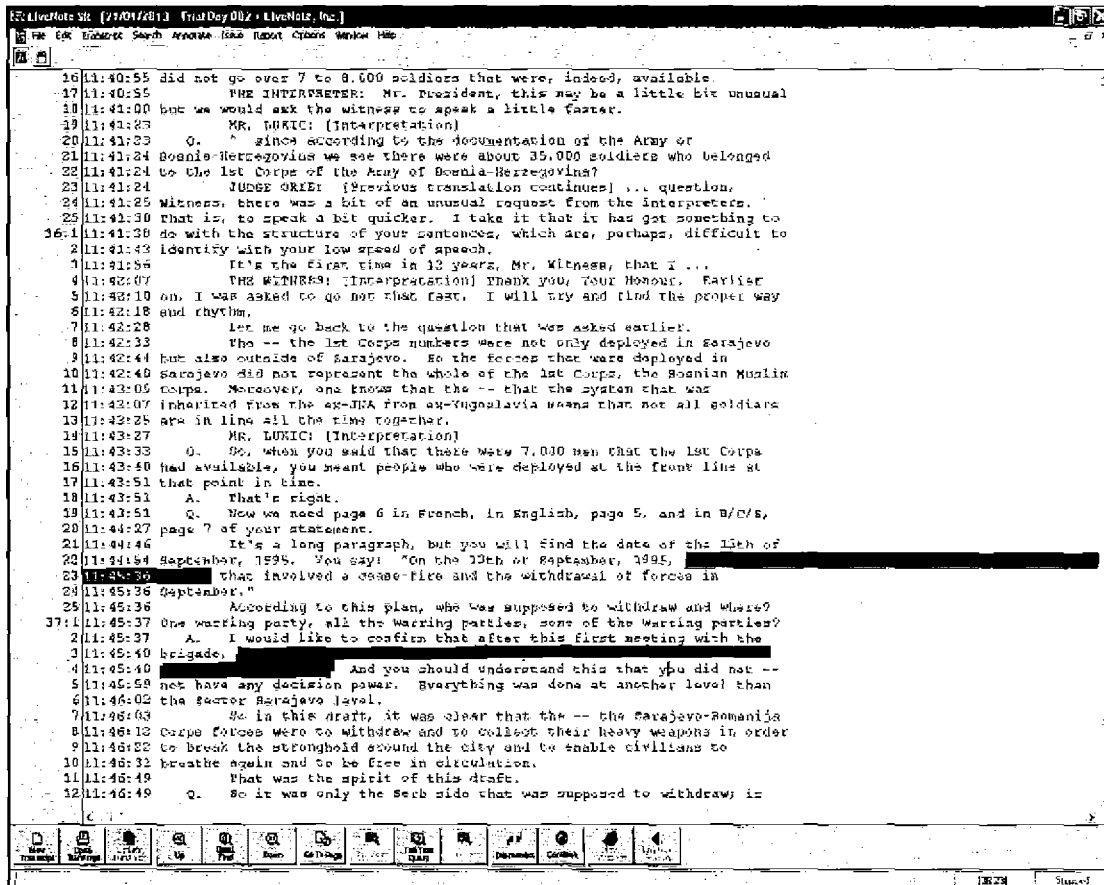 LiveNote SR - [21/01/2013 - Trial Day 002 - LiveNote, Inc.]
File Edit Transcript Search Annotate Issue Report Options Window Help
16 11:40:55 did not go over 7 to 8.000 soldiers that were, indeed, available.
17 11:40:55 THE INTERPRETER: Mr. President, this may be a little bit unusual
18 11:41:00 but we would ask the witness to speak a little faster.
19 11:41:23 MR. LUKIC: [Interpretation]
20 11:41:23 Q. ^ since according to the documentation of the Army of
21 11:41:24 Bosnia-Herzegovina we see there were about 35.000 soldiers who belonged
22 11:41:24 to the 1st Corps of the Army of Bosnia-Herzegovina?
23 11:41:24 JUDGE ORIE: [Previous translation continues] ... question,
24 11:41:25 Witness, there was a bit of an unusual request from the interpreters.
25 11:41:30 That is, to speak a bit quicker. I take it that it has got something to
36:1 11:41:38 do with the structure of your sentences, which are, perhaps, difficult to
2 11:41:43 identify with your low speed of speech.
3 11:41:56 It's the first time in 12 years, Mr. Witness, that I ...
4 11:42:07 THE WITNESS: [Interpretation] Thank you, Your Honour. Earlier
5 11:42:10 on, I was asked to go not that fast. I will try and find the proper way
6 11:42:18 and rhythm.
7 11:42:28 Let me go back to the question that was asked earlier.
8 11:42:33 The -- the 1st Corps numbers were not only deployed in Sarajevo
9 11:42:44 but also outside of Sarajevo. So the forces that were deployed in
10 11:42:48 Sarajevo did not represent the whole of the 1st Corps, the Bosnian Muslim
11 11:43:05 Corps. Moreover, one knows that the -- that the system that was
12 11:43:07 inherited from the ex-JNA from ex-Yugoslavia means that not all soldiers
13 11:43:25 are in line all the time together.
14 11:43:27 MR. LUKIC: [Interpretation]
15 11:43:33 Q. So, when you said that there were 7.000 men that the 1st Corps
16 11:43:40 had available, you meant people who were deployed at the front line at
17 11:43:51 that point in time.
18 11:43:51 A. That's right.
19 11:43:51 Q. Now we need page 6 in French, in English, page 5, and in B/C/S,
20 11:44:27 page 7 of your statement.
21 11:44:46 It's a long paragraph, but you will find the date of the 13th of
22 11:44:54 September, 1995. You say: "On the 13th of September, 1995,
23 11:45:36 that involved a cease-fire and the withdrawal of forces in
24 11:45:36 September."
25 11:45:36 According to this plan, who was supposed to withdraw and where?
37:1 11:45:37 One warring party, all the warring parties, some of the warring parties?
2 11:45:37 A. I would like to confirm that after this first meeting with the
3 11:45:40 brigade,
4 11:45:48 And you should understand this that you did not --
5 11:45:59 not have any decision power. Everything was done at another level than
6 11:46:02 the Sector Sarajevo level.
7 11:46:03 So in this draft, it was clear that the -- the Sarajevo-Romanija
8 11:46:12 Corps forces were to withdraw and to collect their heavy weapons in order
9 11:46:22 to break the stronghold around the city and to enable civilians to
10 11:46:32 breathe again and to be free in circulation.
11 11:46:49 That was the spirit of this draft.
12 11:46:49 Q. So it was only the Serb side that was supposed to withdraw; is
Up Down